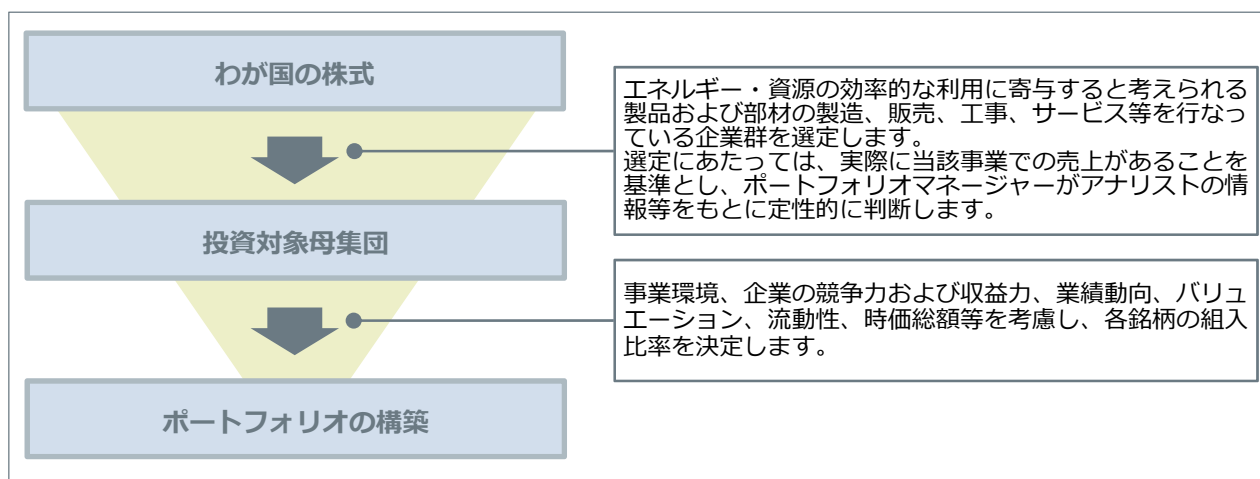 わが国の株式
エネルギー・資源の効率的な利用に寄与すると考えられる
製品および部材の製造、販売、工事、サービス等を行なっ
ている企業群を選定します。
選定にあたっては、実際に当該事業での売上があることを
基準とし、ポートフォリオマネージャーがアナリストの情
報等をもとに定性的に判断します。
投資対象母集団
事業環境、企業の競争力および収益力、業績動向、バリュ
エーション、流動性、時価総額等を考慮し、各銘柄の組入
比率を決定します。
ポートフォリオの構築